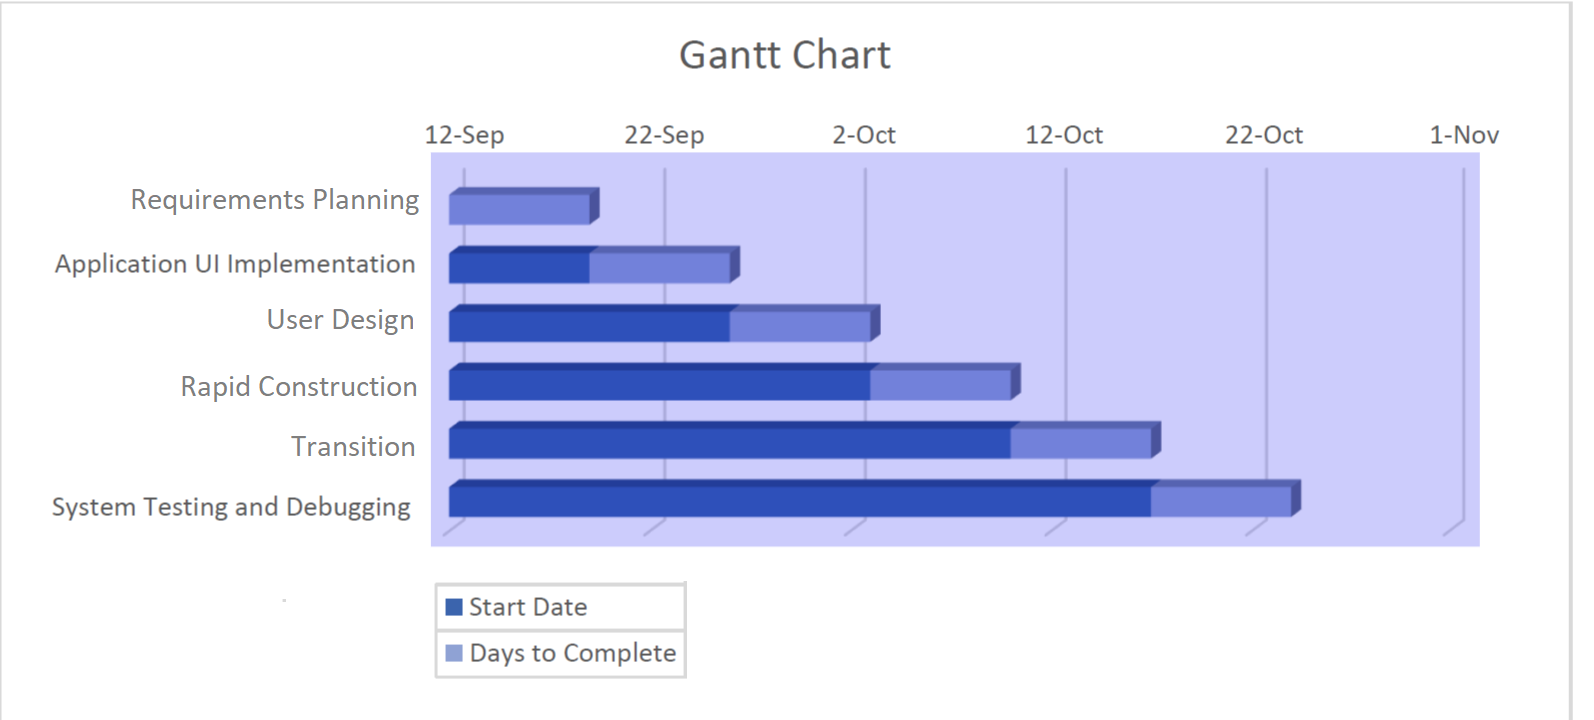 Gantt Chart
12-Sep 22-Sep 2-Oct 12-Oct 22-Oct 1-Nov
Requirements Planning
Application UI Implementation
User Design
Rapid Construction
Transition
System Testing and Debugging
Start Date
Days to Complete